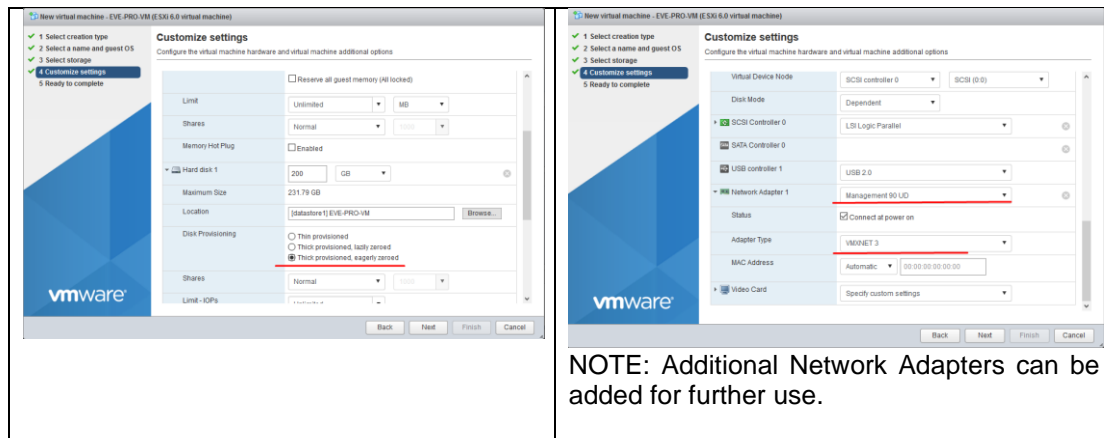 New virtual machine - EVE-PRO-VM (ESXi 6.0 virtual machine)
1 Select creation type
2 Select a name and guest OS
3 Select storage
4 Customize settings
5 Ready to complete
Customize settings
Configure the virtual machine hardware and virtual machine additional options
Reserve all guest memory (All locked)
Limit Unlimited MB
Shares Normal
Memory Hot Plug Enabled
Hard disk 1 200 GB
Maximum Size 231.79 GB
Location [datastore1] EVE-PRO-VM Browse...
Disk Provisioning Thin provisioned
Thick provisioned, lazily zeroed
Thick provisioned, eagerly zeroed
Shares Normal
Limit - IOPs Unlimited
vmware
Back Next Finish Cancel
New virtual machine - EVE-PRO-VM (ESXi 6.0 virtual machine)
1 Select creation type
2 Select a name and guest OS
3 Select storage
4 Customize settings
5 Ready to complete
Customize settings
Configure the virtual machine hardware and virtual machine additional options
Virtual Device Node SCSI controller 0 SCSI (0:0)
Disk Mode Dependent
SCSI Controller 0 LSI Logic Parallel
SATA Controller 0
USB controller 1 USB 2.0
Network Adapter 1 Management 90 UD
Status Connect at power on
Adapter Type VMXNET 3
MAC Address Automatic 00:00:00:00:00:00
Video Card Specify custom settings
vmware
Back Next Finish Cancel
NOTE: Additional Network Adapters can be
added for further use.